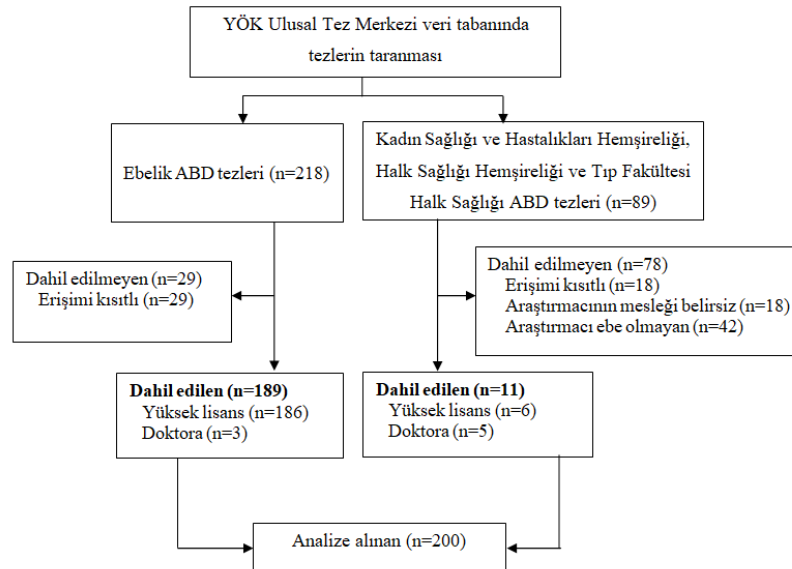 YÖK Ulusal Tez Merkezi veri tabanında
tezlerin taranması
Ebelik ABD tezleri (n=218)
Kadın Sağlığı ve Hastalıkları Hemşireliği,
Halk Sağlığı Hemşireliği ve Tıp Fakültesi
Halk Sağlığı ABD tezleri (n=89)
Dahil edilmeyen (n=29)
Erişimi kısıtlı (n=29)
Dahil edilmeyen (n=78)
Erişimi kısıtlı (n=18)
Araştırmacının mesleği belirsiz (n=18)
Araştırmacı ebe olmayan (n=42)
Dahil edilen (n=189)
Yüksek lisans (n=186)
Doktora (n=3)
Dahil edilen (n=11)
Yüksek lisans (n=6)
Doktora (n=5)
Analize alınan (n=200)